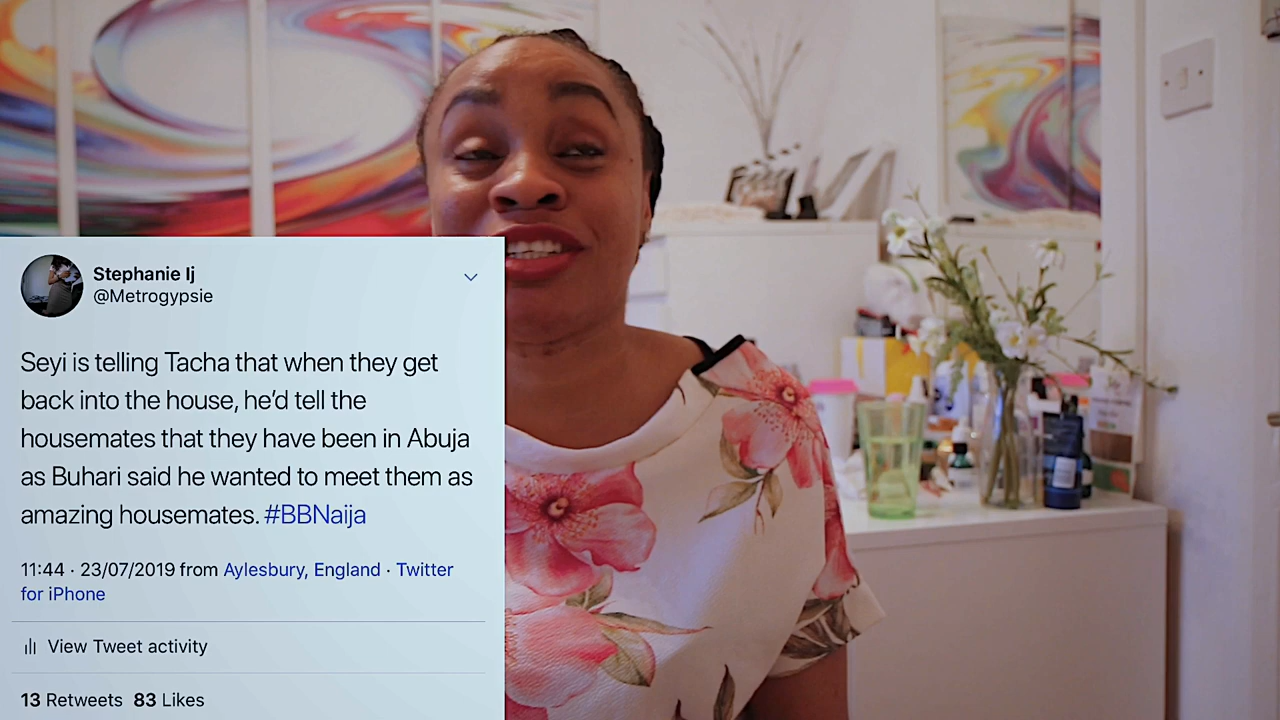 Stephanie Ij
@Metrogypsie
Seyi is telling Tacha that when they get
back into the house, he'd tell the
housemates that they have been in Abuja
as Buhari said he wanted to meet them as
amazing housemates. #BBNaija
11:44 · 23/07/2019 from Aylesbury, England · Twitter
for iPhone
View Tweet activity
13 Retweets 83 Likes